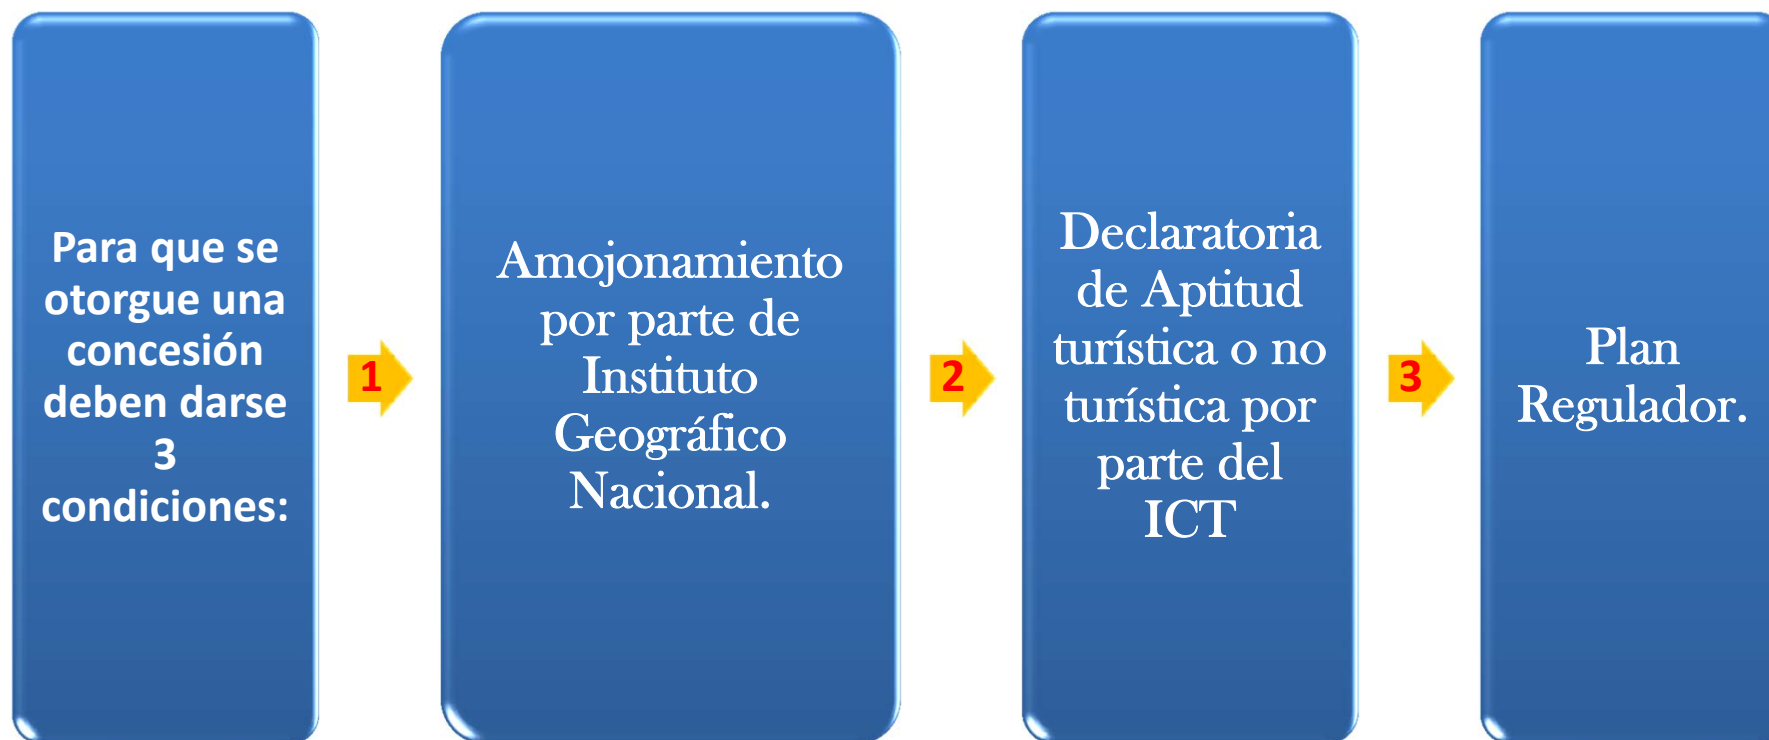 Para que se
otorgue una
concesión
deben darse
3
condiciones:
1
Amojonamiento
por parte de
Instituto
Geográfico
Nacional.
2
Declaratoria
de Aptitud
turística o no
turística por
parte del
ICT
3
Plan
Regulador.